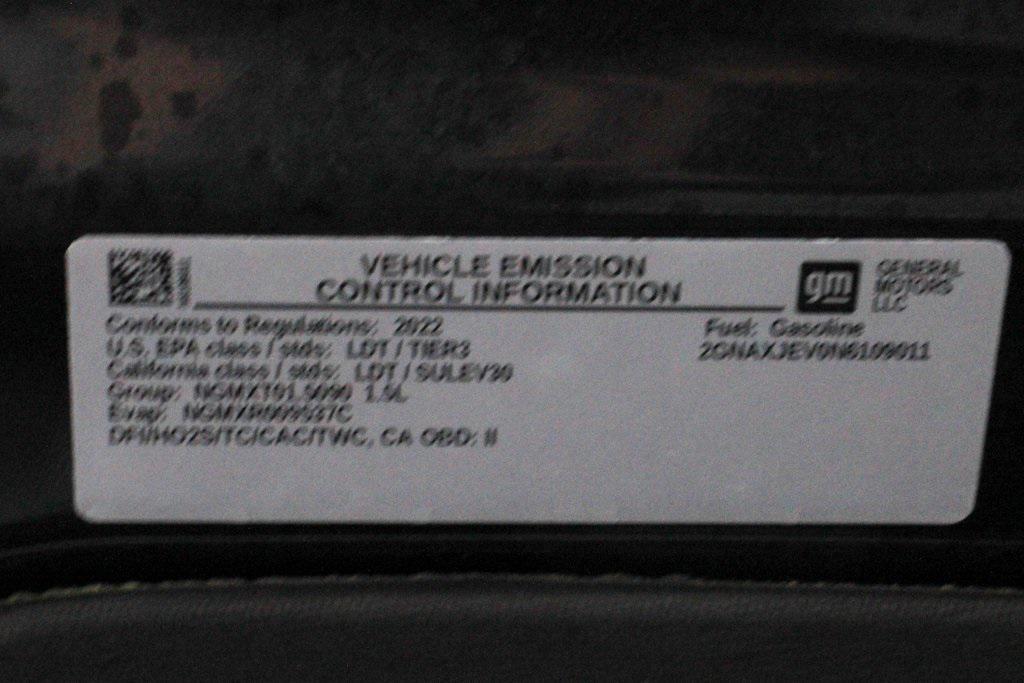 VEHICLE EMISSION
CONTROL INFORMATION
gm
GENERAL
MOTORS
LLC
Conforms to Regulations: 2022
U.S. EPA class / stds: LDT / TIER3
California class / stds: LDT / SULEV30
Group: NGMXT01.5090 1.5L
Evap:
DFI/HO2S/TC/CAC/TWC, CA OBD: II
Fuel: Gasoline
2GNAXJEV0N6109011